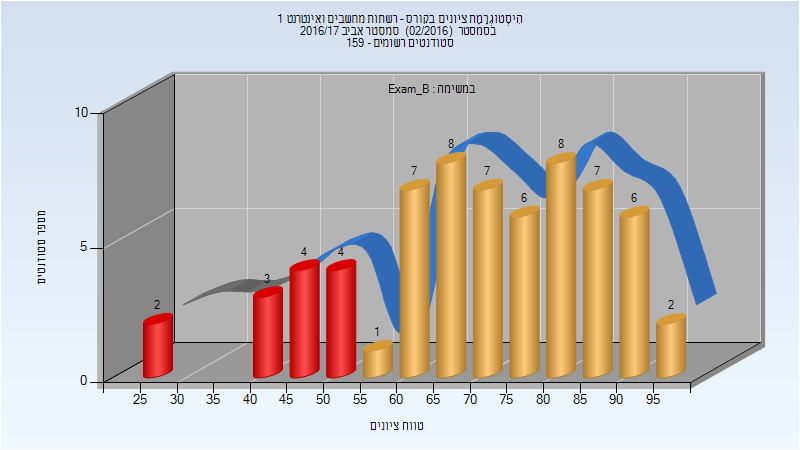 הִיסְטוֹגְרָמַת ציונים בקורס - רשתות מחשבים ואינטרנט 1
בסמסטר (02/2016) סמסטר אביב 2016/17
סטודנטים רשומים - 159
במשימה : Exam_B
מספר סטודנטים
10
5
0
2
3
4
4
1
7
8
7
6
8
7
6
2
25 30 35 40 45 50 55 60 65 70 75 80 85 90 95
טווח ציונים